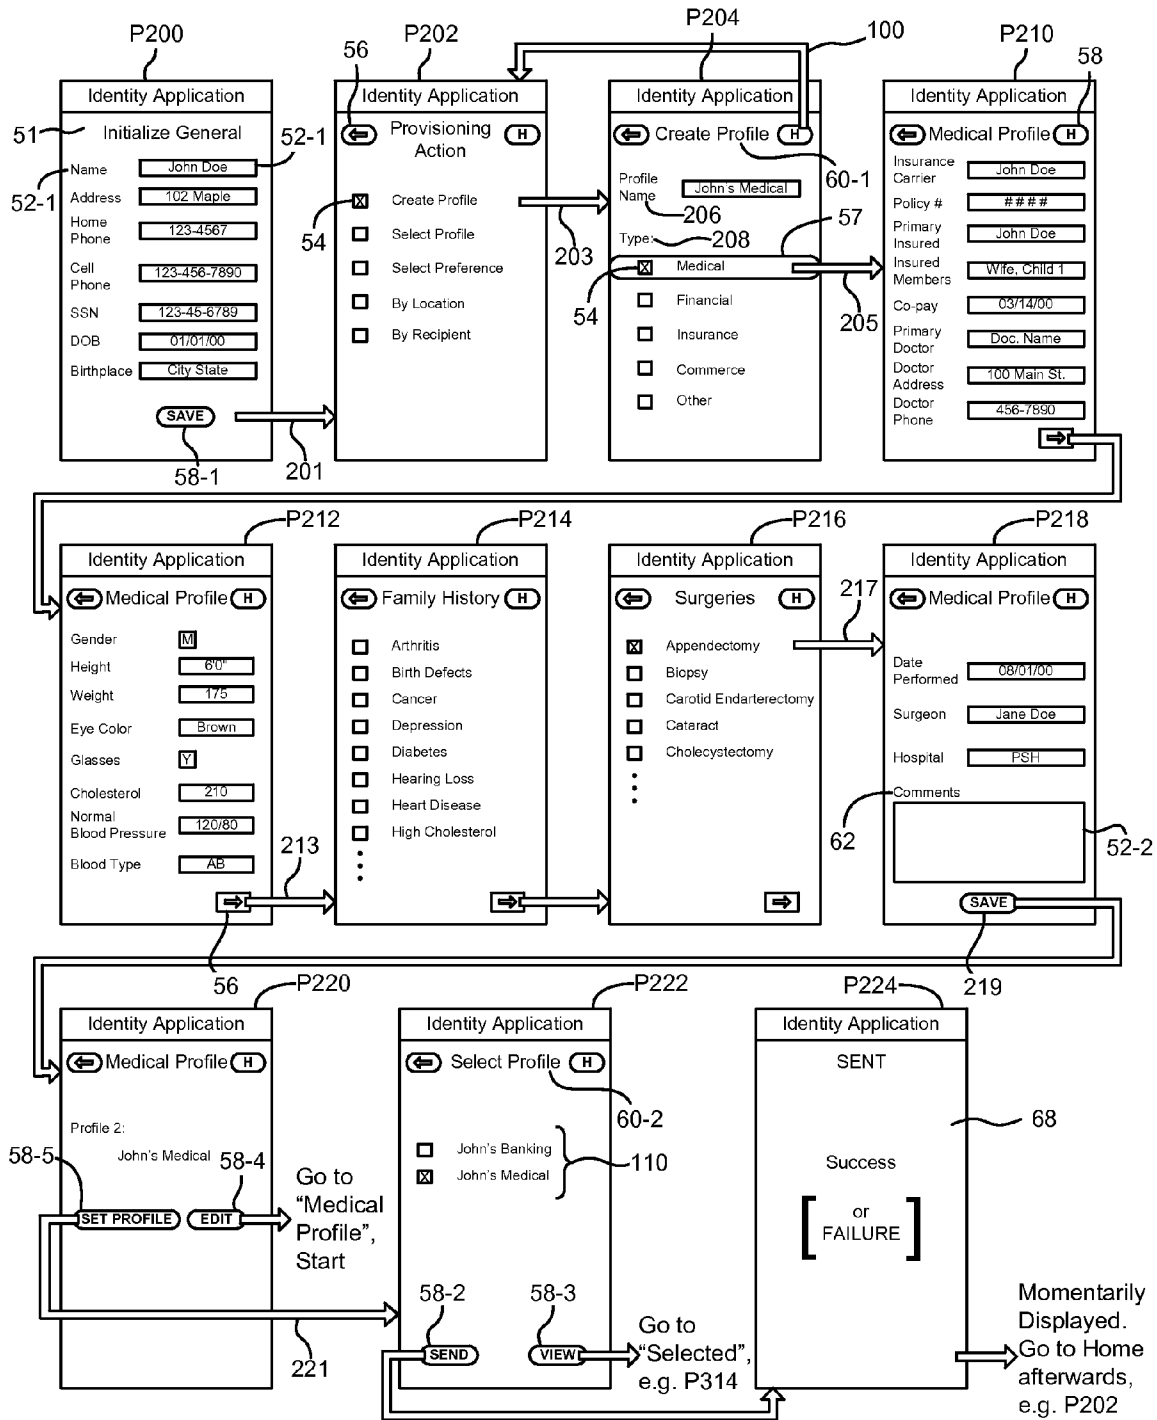 P200
P202
P204
100
P210
58
56
Identity Application
Identity Application
Identity Application
Identity Application
51
Initialize General
52-1
Provisioning
Action
H
Create Profile
H
Medical Profile
H
60-1
52-1
Name
John Doe
Address
102 Maple
Home
Phone
123-4567
Cell
Phone
123-456-7890
SSN
123-45-6789
DOB
01/01/00
Birthplace
City State
SAVE
58-1
201
54
Create Profile
Select Profile
Select Preference
By Location
By Recipient
203
Profile
Name
John's Medical
206
57
Type:
208
54
Medical
Financial
Insurance
Commerce
Other
205
Insurance
Carrier
John Doe
Policy #
####
Primary
Insured
John Doe
Insured
Members
Wife, Child 1
Co-pay
03/14/00
Primary
Doctor
Doc. Name
Doctor
Address
100 Main St.
Doctor
Phone
456-7890
P212
P214
P216
P218
Identity Application
Identity Application
Identity Application
Identity Application
Medical Profile
H
Family History
H
Surgeries
H
217
Medical Profile
H
Gender
M
Height
6'0"
Weight
175
Eye Color
Brown
Glasses
Y
Cholesterol
210
Normal
Blood Pressure
120/80
Blood Type
AB
56
213
Arthritis
Birth Defects
Cancer
Depression
Diabetes
Hearing Loss
Heart Disease
High Cholesterol
Appendectomy
Biopsy
Carotid Endarterectomy
Cataract
Cholecystectomy
Date
Performed
08/01/00
Surgeon
Jane Doe
Hospital
PSH
Comments
62
52-2
SAVE
219
P220
P222
P224
Identity Application
Identity Application
Identity Application
Medical Profile
H
Select Profile
H
SENT
60-2
Profile 2:
John's Medical
58-5
58-4
SET PROFILE
EDIT
Go to
“Medical
Profile”,
Start
221
John's Banking
John's Medical
110
58-2
58-3
SEND
VIEW
Go to
“Selected”,
e.g. P314
68
Success
or
FAILURE
Momentarily
Displayed.
Go to Home
afterwards,
e.g. P202